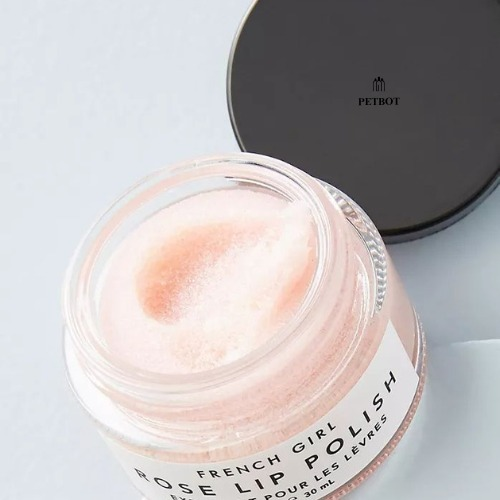 PETBOT
FRENCH GIRL
ROSE LIP POLISH
POUR LES LÈVRES
30 mL